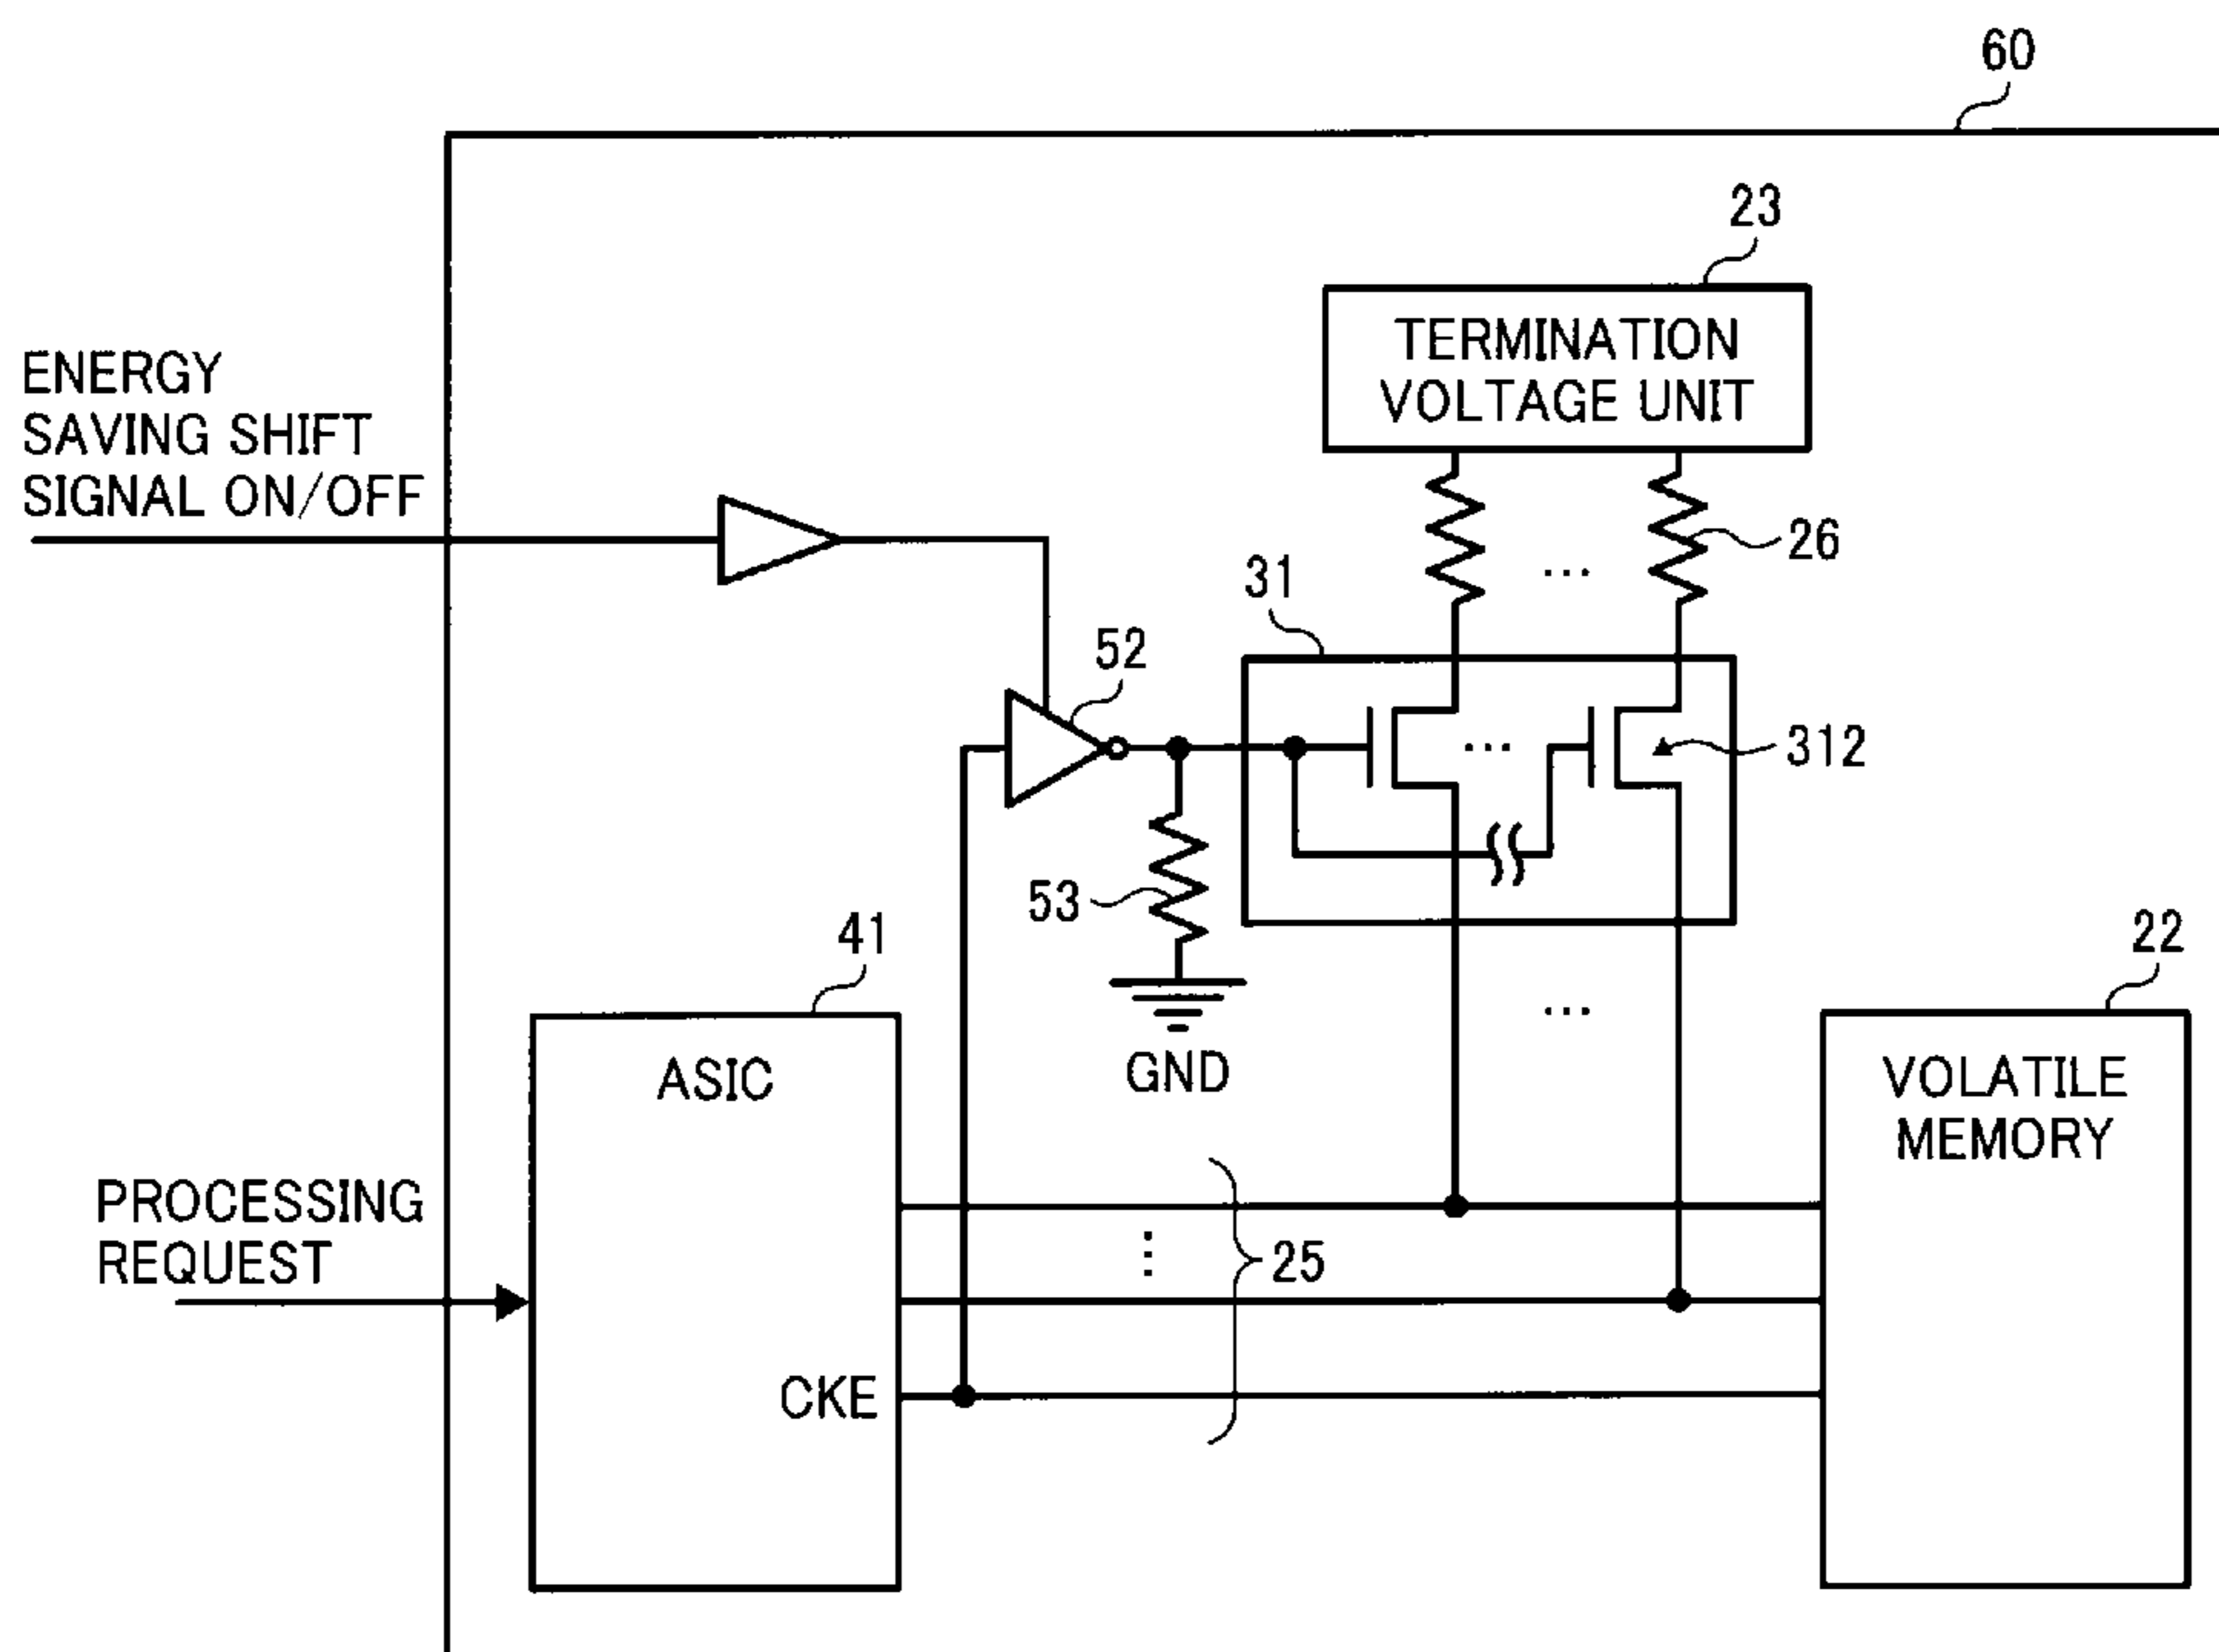 60
23
TERMINATION
VOLTAGE UNIT
ENERGY
SAVING SHIFT
SIGNAL ON/OFF
26
...
31
52
...
312
53
41
22
...
GND
ASIC
VOLATILE
MEMORY
PROCESSING
REQUEST
25
CKE